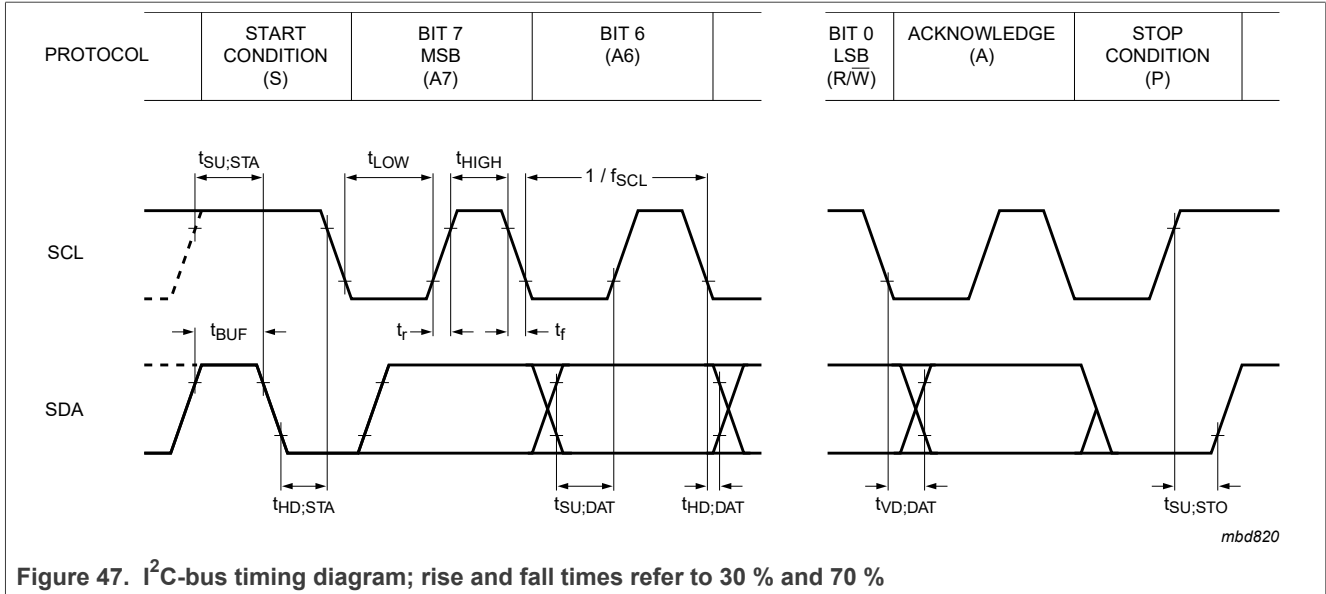 PROTOCOL
START
CONDITION
(S)
BIT 7
MSB
(A7)
BIT 6
(A6)
BIT 0
LSB
(R/W̅)
ACKNOWLEDGE
(A)
STOP
CONDITION
(P)
tSU;STA
tLOW
tHIGH
1 / fSCL
SCL
tBUF
tr
tf
SDA
tHD;STA
tSU;DAT
tHD;DAT
tVD;DAT
tSU;STO
mbd820
Figure 47. I²C-bus timing diagram; rise and fall times refer to 30 % and 70 %